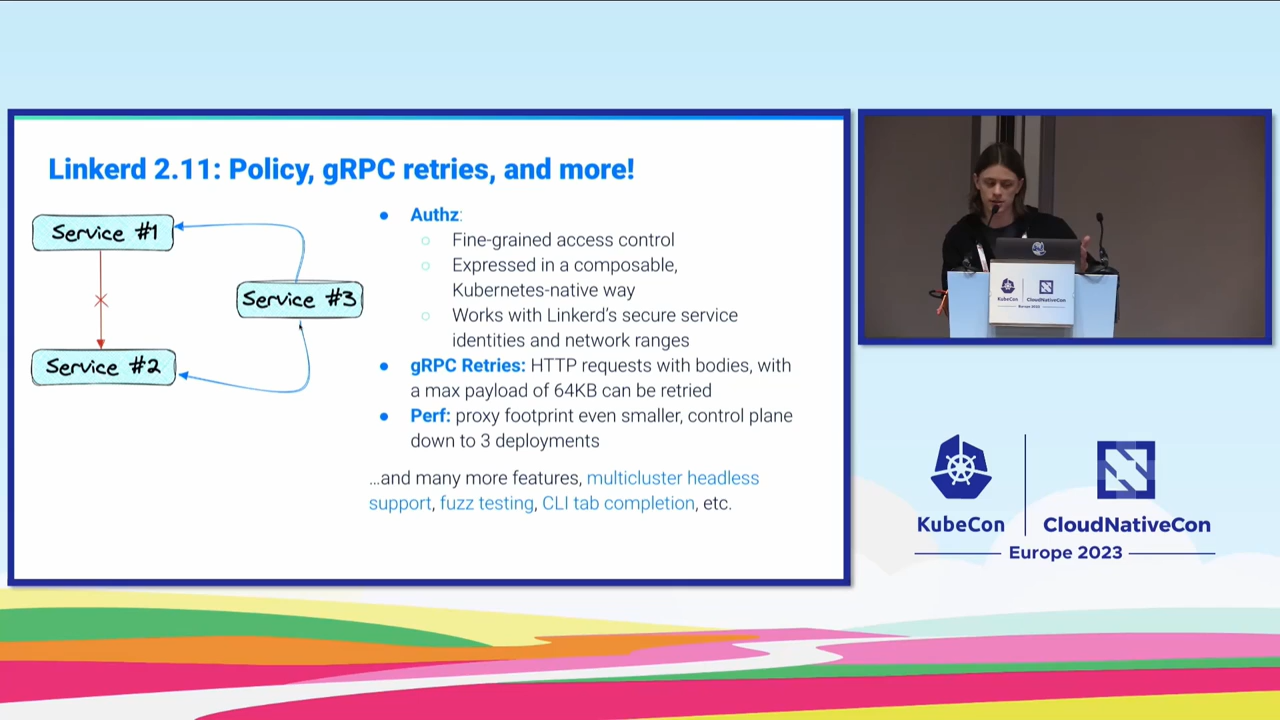 Linkerd 2.11: Policy, gRPC retries, and more!
Service #1
Service #3
Service #2
● Authz:
○ Fine-grained access control
○ Expressed in a composable,
Kubernetes-native way
○ Works with Linkerd's secure service
identities and network ranges
● gRPC Retries: HTTP requests with bodies, with
a max payload of 64KB can be retried
● Perf: proxy footprint even smaller, control plane
down to 3 deployments
...and many more features, multicluster headless
support, fuzz testing, CLI tab completion, etc.
KubeCon CloudNativeCon
Europe 2023
KubeCon CloudNativeCon
Europe 2023